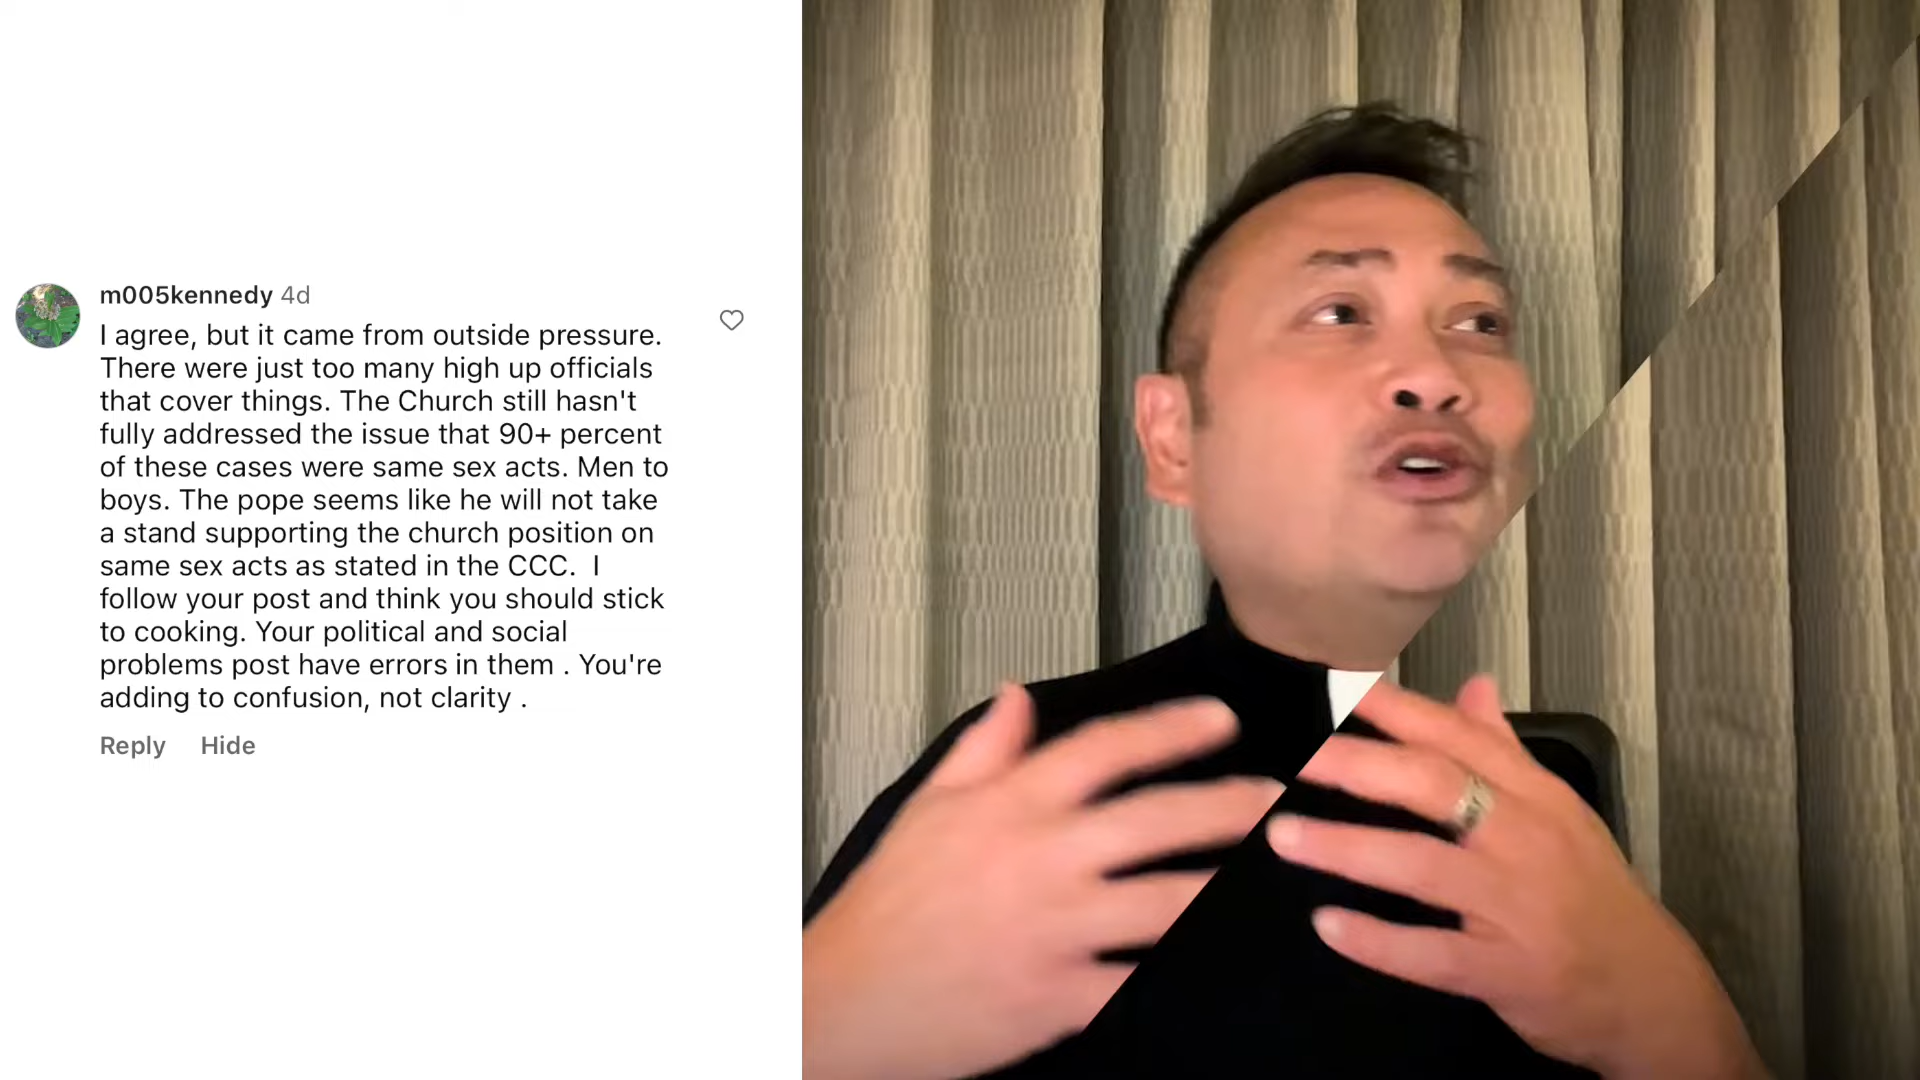 m005kennedy 4d
I agree, but it came from outside pressure.
There were just too many high up officials
that cover things. The Church still hasn't
fully addressed the issue that 90+ percent
of these cases were same sex acts. Men to
boys. The pope seems like he will not take
a stand supporting the church position on
same sex acts as stated in the CCC.  I
follow your post and think you should stick
to cooking. Your political and social
problems post have errors in them . You're
adding to confusion, not clarity .
Reply Hide